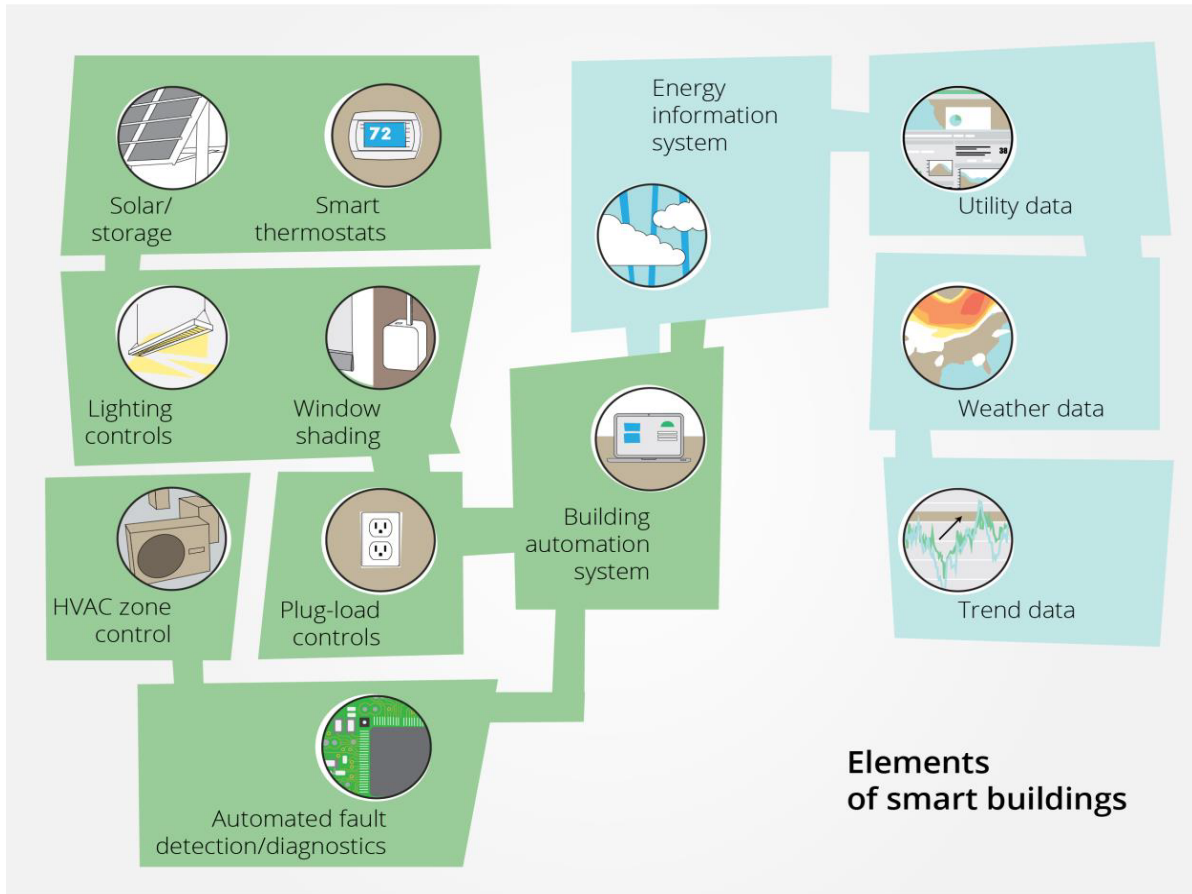 Solar/
storage
Smart
thermostats
Lighting
controls
Window
shading
HVAC zone
control
Plug-load
controls
Automated fault
detection/diagnostics
Building
automation
system
Energy
information
system
Utility data
Weather data
Trend data
72
38
Elements
of smart buildings